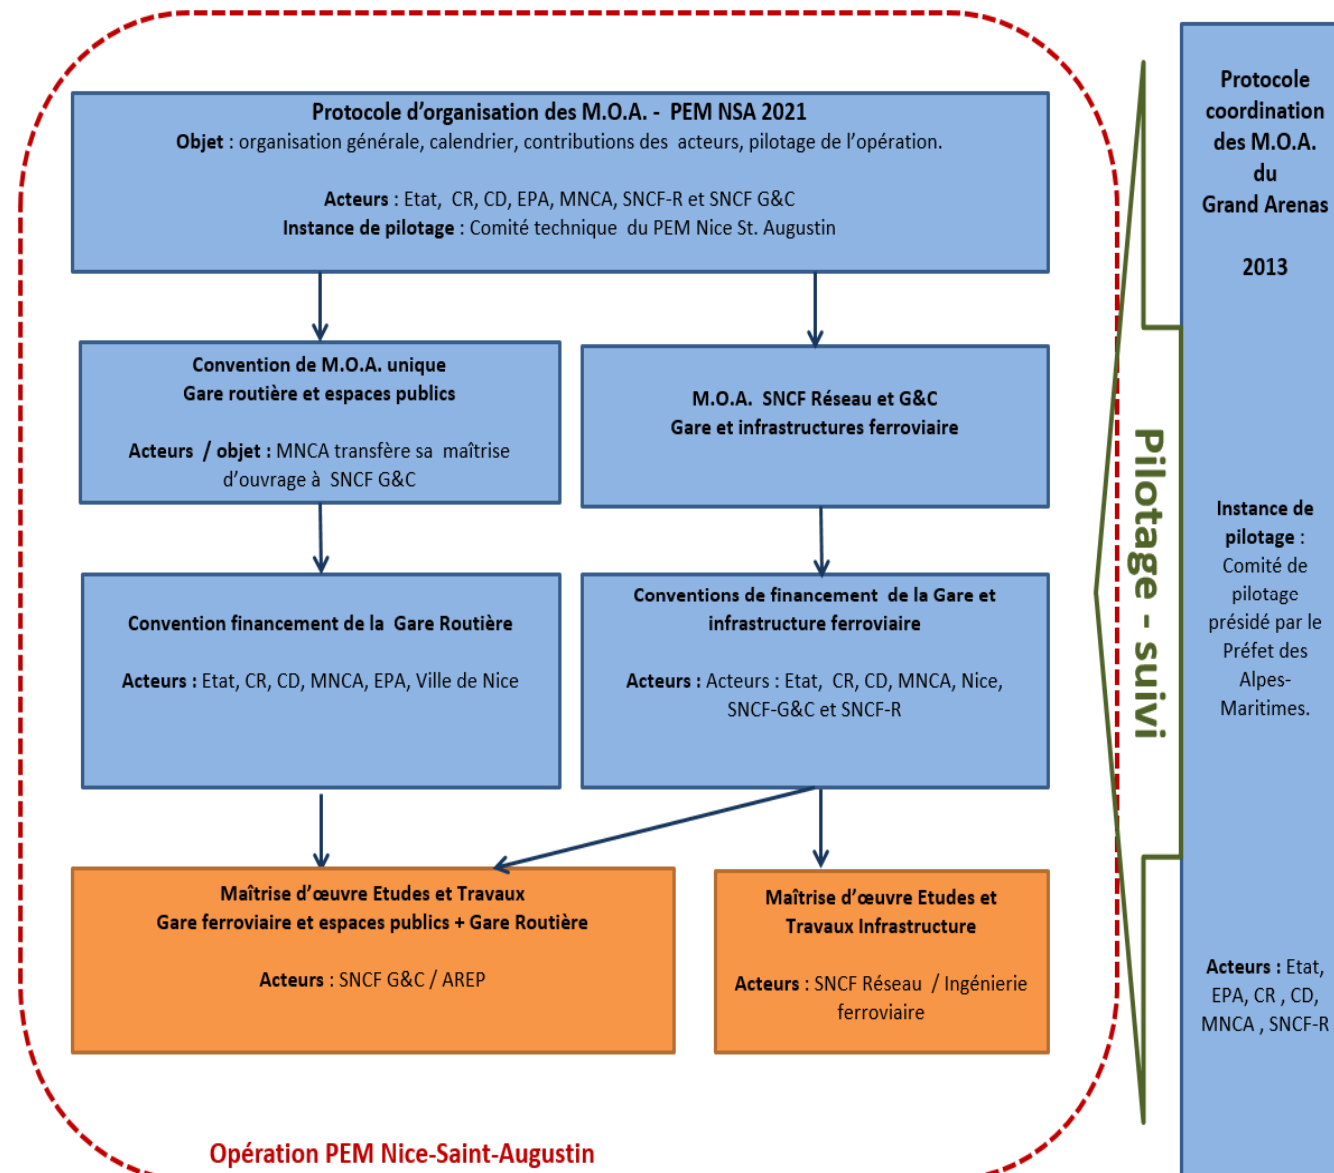 Protocole d'organisation des M.O.A. - PEM NSA 2021
Objet : organisation générale, calendrier, contributions des acteurs, pilotage de l'opération.
Acteurs : Etat, CR, CD, EPA, MNCA, SNCF-R et SNCF G&C
Instance de pilotage : Comité technique du PEM Nice St. Augustin
Convention de M.O.A. unique
Gare routière et espaces publics
Acteurs / objet : MNCA transfère sa maîtrise
d'ouvrage à SNCF G&C
M.O.A. SNCF Réseau et G&C
Gare et infrastructures ferroviaire
Convention financement de la Gare Routière
Acteurs : Etat, CR, CD, MNCA, EPA, Ville de Nice
Conventions de financement de la Gare et
infrastructure ferroviaire
Acteurs : Acteurs : Etat, CR, CD, MNCA, Nice,
SNCF-G&C et SNCF-R
Maîtrise d'œuvre Etudes et Travaux
Gare ferroviaire et espaces publics + Gare Routière
Acteurs : SNCF G&C / AREP
Maîtrise d'œuvre Etudes et
Travaux Infrastructure
Acteurs : SNCF Réseau / Ingénierie
ferroviaire
Opération PEM Nice-Saint-Augustin
Pilotage - suivi
Protocole
coordination
des M.O.A.
du
Grand Arenas
2013
Instance de
pilotage :
Comité de
pilotage
présidé par le
Préfet des
Alpes-
Maritimes.
Acteurs : Etat,
EPA, CR , CD,
MNCA , SNCF-R